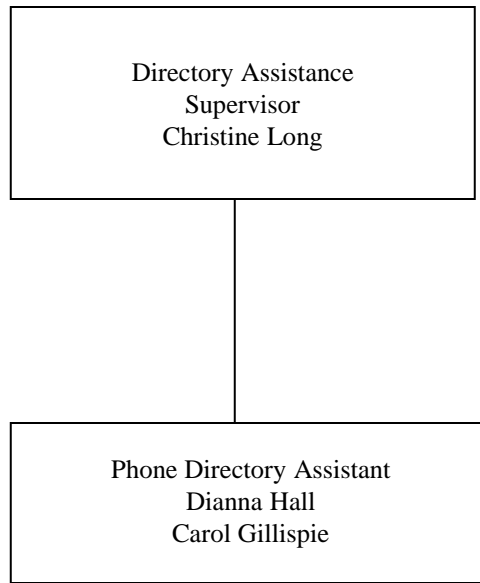 Directory Assistance
Supervisor
Christine Long
Phone Directory Assistant
Dianna Hall
Carol Gillispie